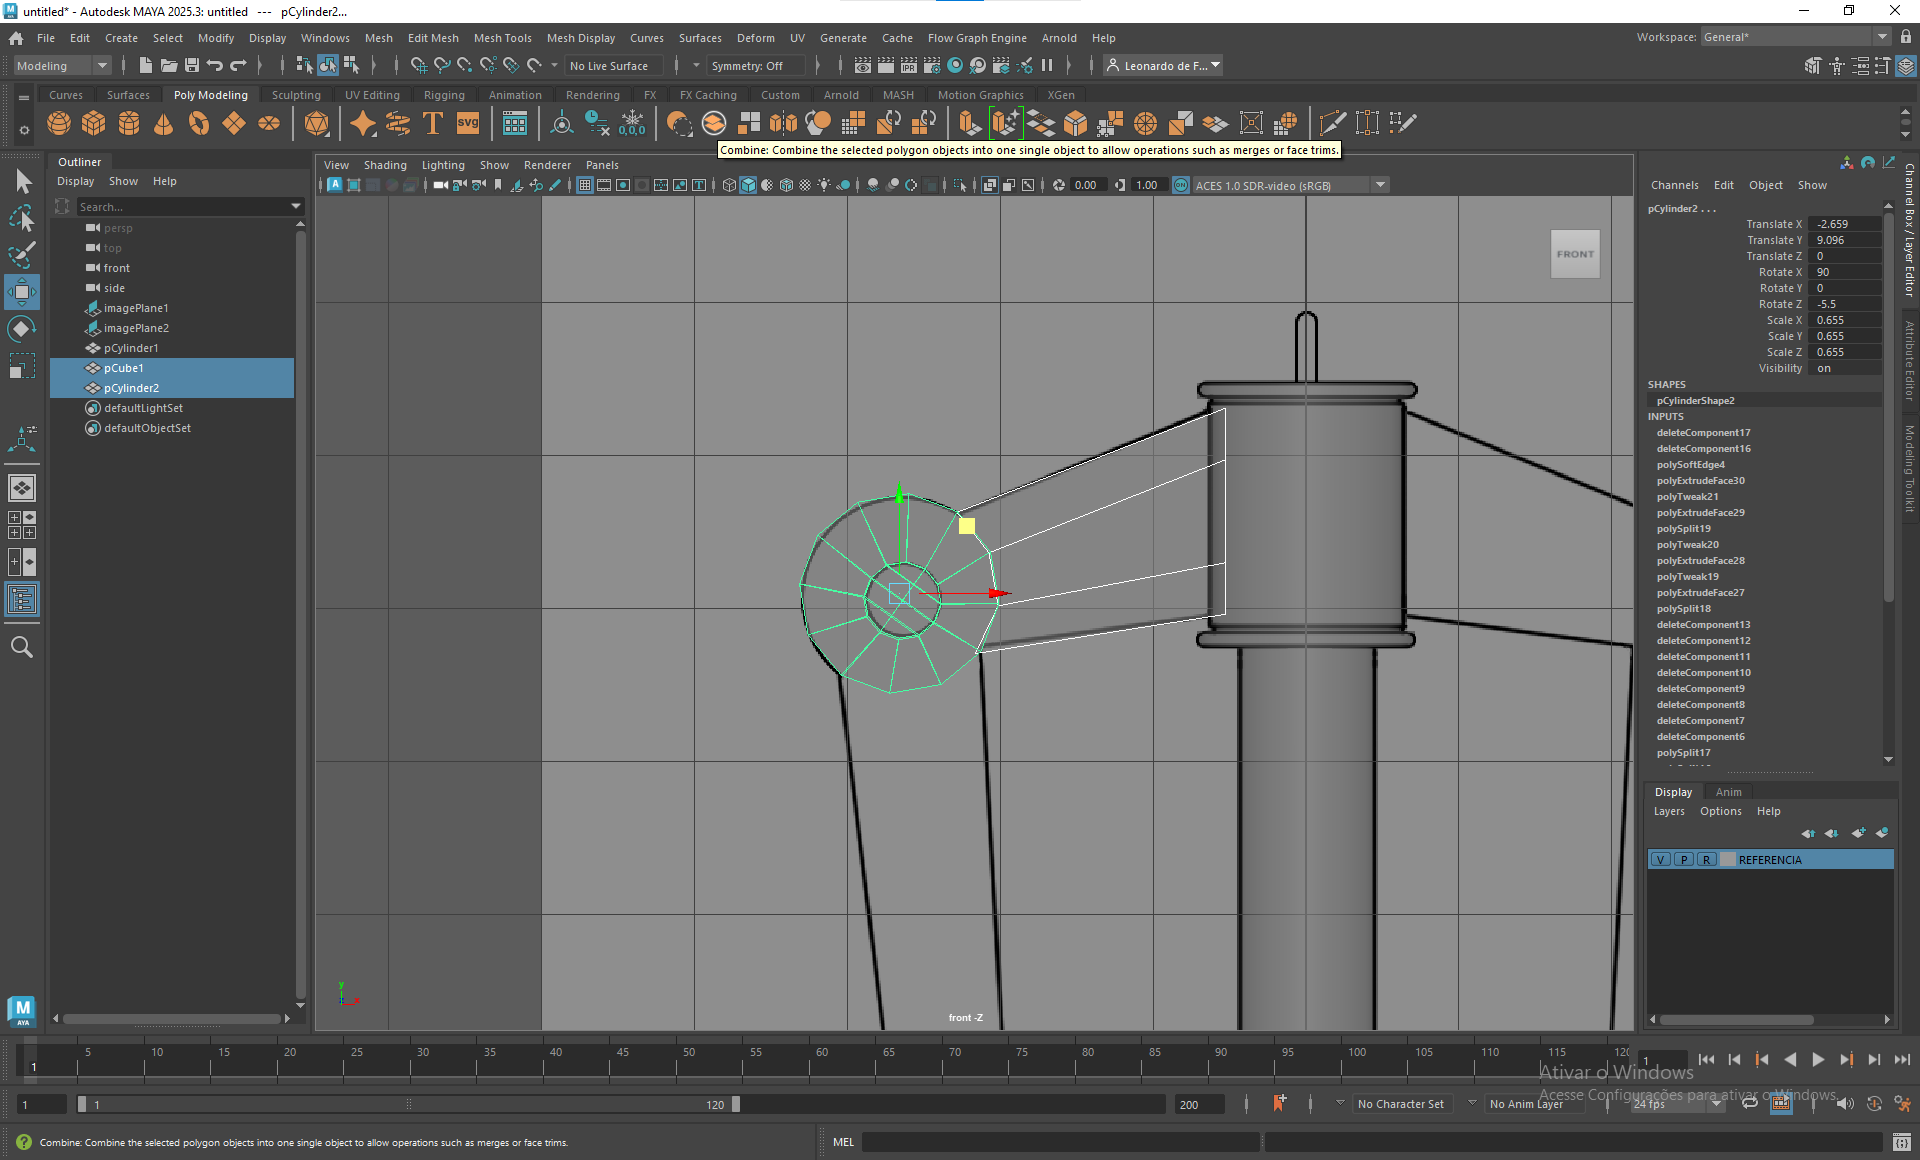 untitled* - Autodesk MAYA 2025.3: untitled --- pCylinder2...
File Edit Create Select Modify Display Windows Mesh Edit Mesh Mesh Tools Mesh Display Curves Surfaces Deform UV Generate Cache Flow Graph Engine Arnold Help
Workspace: General*
Modeling No Live Surface Symmetry: Off Leonardo de F...
Curves Surfaces Poly Modeling Sculpting UV Editing Rigging Animation Rendering FX FX Caching Custom Arnold MASH Motion Graphics XGen
Combine: Combine the selected polygon objects into one single object to allow operations such as merges or face trims.
Outliner
Display Show Help
Search...
persp
top
front
side
imagePlane1
imagePlane2
pCylinder1
pCube1
pCylinder2
defaultLightSet
defaultObjectSet
View Shading Lighting Show Renderer Panels
0.00 1.00 ACES 1.0 SDR-video (sRGB)
FRONT
front -Z
Channels Edit Object Show
pCylinder2 . . .
Translate X -2.659
Translate Y 9.096
Translate Z 0
Rotate X 90
Rotate Y 0
Rotate Z -5.5
Scale X 0.655
Scale Y 0.655
Scale Z 0.655
Visibility on
SHAPES
pCylinderShape2
INPUTS
deleteComponent17
deleteComponent16
polySoftEdge4
polyExtrudeFace30
polyTweak21
polyExtrudeFace29
polySplit19
polyTweak20
polyExtrudeFace28
polyTweak19
polyExtrudeFace27
polySplit18
deleteComponent13
deleteComponent12
deleteComponent11
deleteComponent10
deleteComponent9
deleteComponent8
deleteComponent7
deleteComponent6
polySplit17
Channel Box / Layer Editor
Attribute Editor
Modeling Toolkit
Display Anim
Layers Options Help
V P R REFERENCIA
1 5 10 15 20 25 30 35 40 45 50 55 60 65 70 75 80 85 90 95 100 105 110 115 120
1
1 1 120 200
No Character Set No Anim Layer 24 fps
Ativar o Windows
Acesse Configurações para ativar o Windows.
Combine: Combine the selected polygon objects into one single object to allow operations such as merges or face trims.
MEL